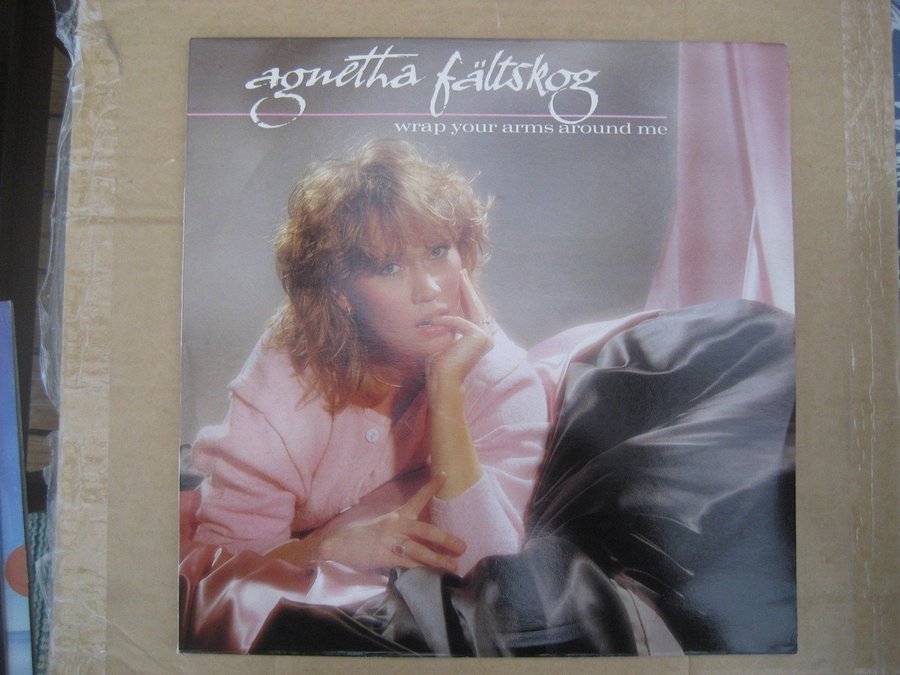 agnetha fältskog
wrap your arms around me